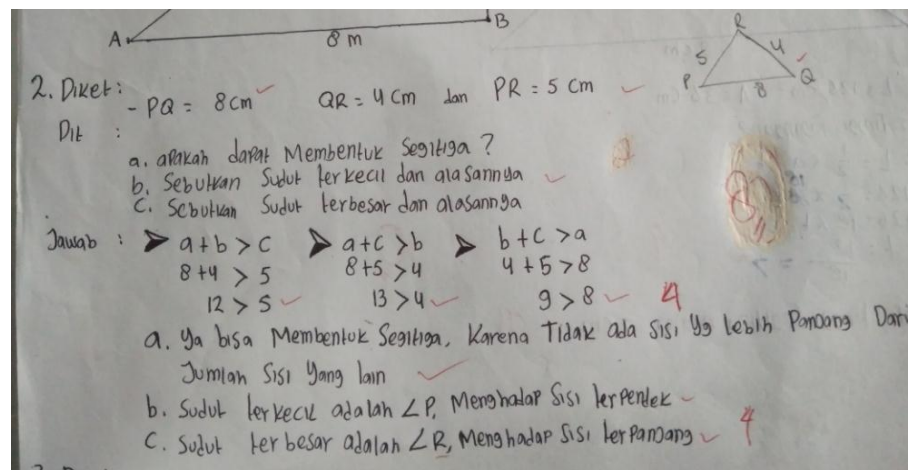 A B
8 m
R
5 4
P 8 Q
2. Diket:
- PQ = 8 cm QR = 4 cm dan PR = 5 cm
Dit :
a. apakah dapat Membentuk Segitiga ?
b. Sebutkan Sudut terkecil dan alasannya
c. Sebutkan Sudut terbesar dan alasannya
Jawab : ➤ a+b > c ➤ a+c > b ➤ b+c > a
8+4 > 5 8+5 > 4 4+5 > 8
12 > 5 13 > 4 9 > 8 4
a. Ya bisa Membentuk Segitiga, Karena Tidak ada sisi yg lebih Panjang Dari
Jumlah Sisi Yang lain
b. Sudut terkecil adalah ∠P, Menghadap Sisi terpendek
c. Sudut terbesar adalah ∠R, Menghadap Sisi terpanjang 4